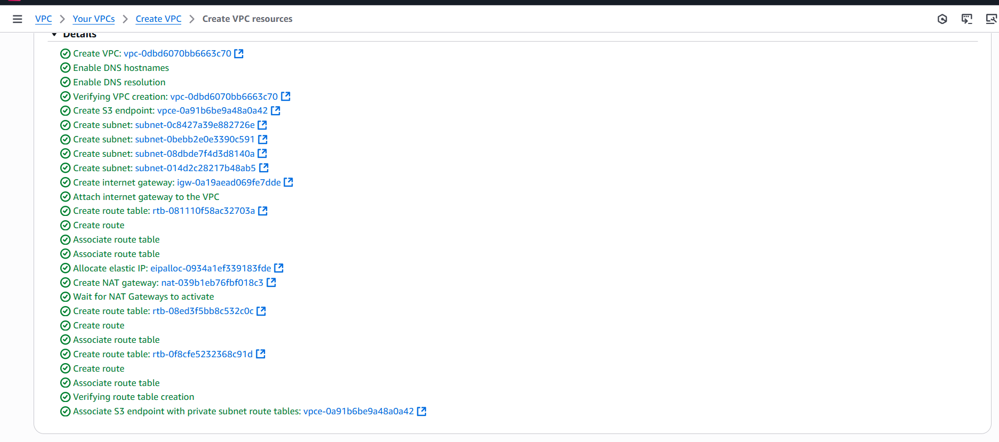 VPC > Your VPCs > Create VPC > Create VPC resources
Details
Create VPC: vpc-0dbd6070bb6663c70
Enable DNS hostnames
Enable DNS resolution
Verifying VPC creation: vpc-0dbd6070bb6663c70
Create S3 endpoint: vpce-0a91b6be9a48a0a42
Create subnet: subnet-0c8427a39e882726e
Create subnet: subnet-0bebb2e0e3390c591
Create subnet: subnet-08dbde7f4d3d8140a
Create subnet: subnet-014d2c28217b48ab5
Create internet gateway: igw-0a19aead069fe7dde
Attach internet gateway to the VPC
Create route table: rtb-081110f58ac32703a
Create route
Associate route table
Associate route table
Allocate elastic IP: eipalloc-0934a1ef339183fde
Create NAT gateway: nat-039b1eb76fbf018c3
Wait for NAT Gateways to activate
Create route table: rtb-08ed3f5bb8c532c0c
Create route
Associate route table
Create route table: rtb-0f8cfe5232368c91d
Create route
Associate route table
Verifying route table creation
Associate S3 endpoint with private subnet route tables: vpce-0a91b6be9a48a0a42